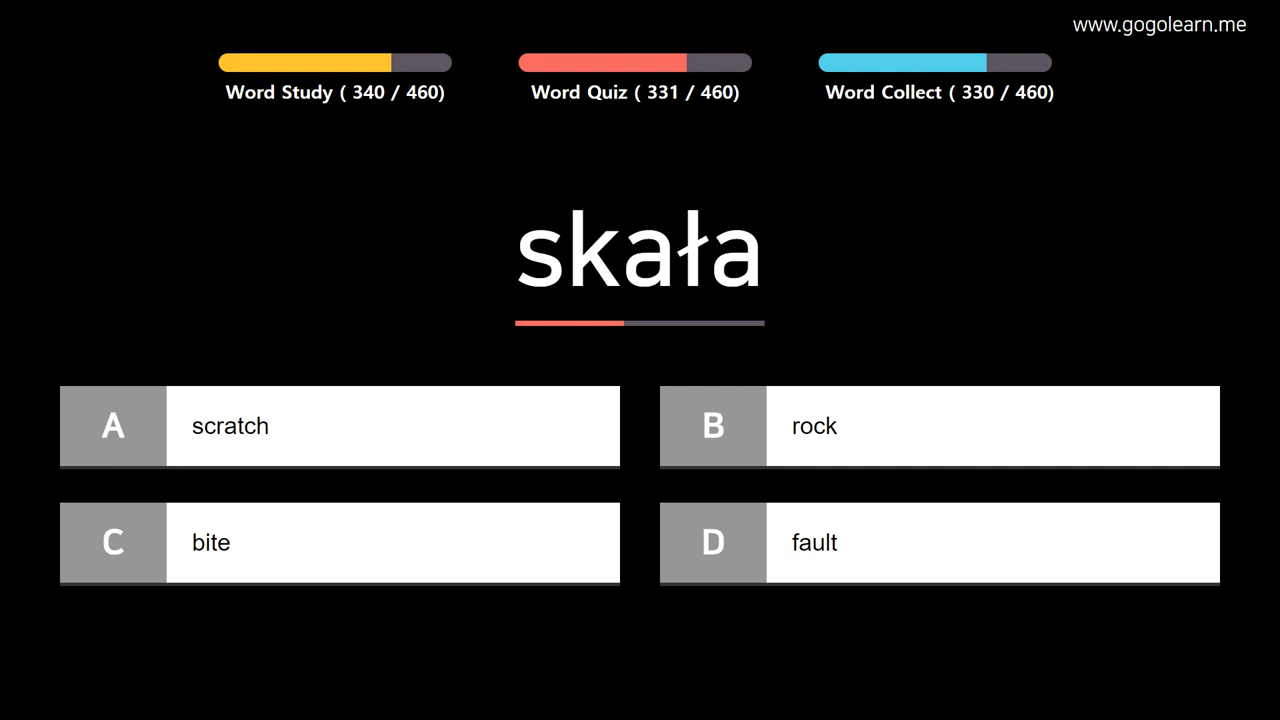 www.gogolearn.me
Word Study ( 340 / 460)
Word Quiz ( 331 / 460)
Word Collect ( 330 / 460)
skała
A scratch
B rock
C bite
D fault